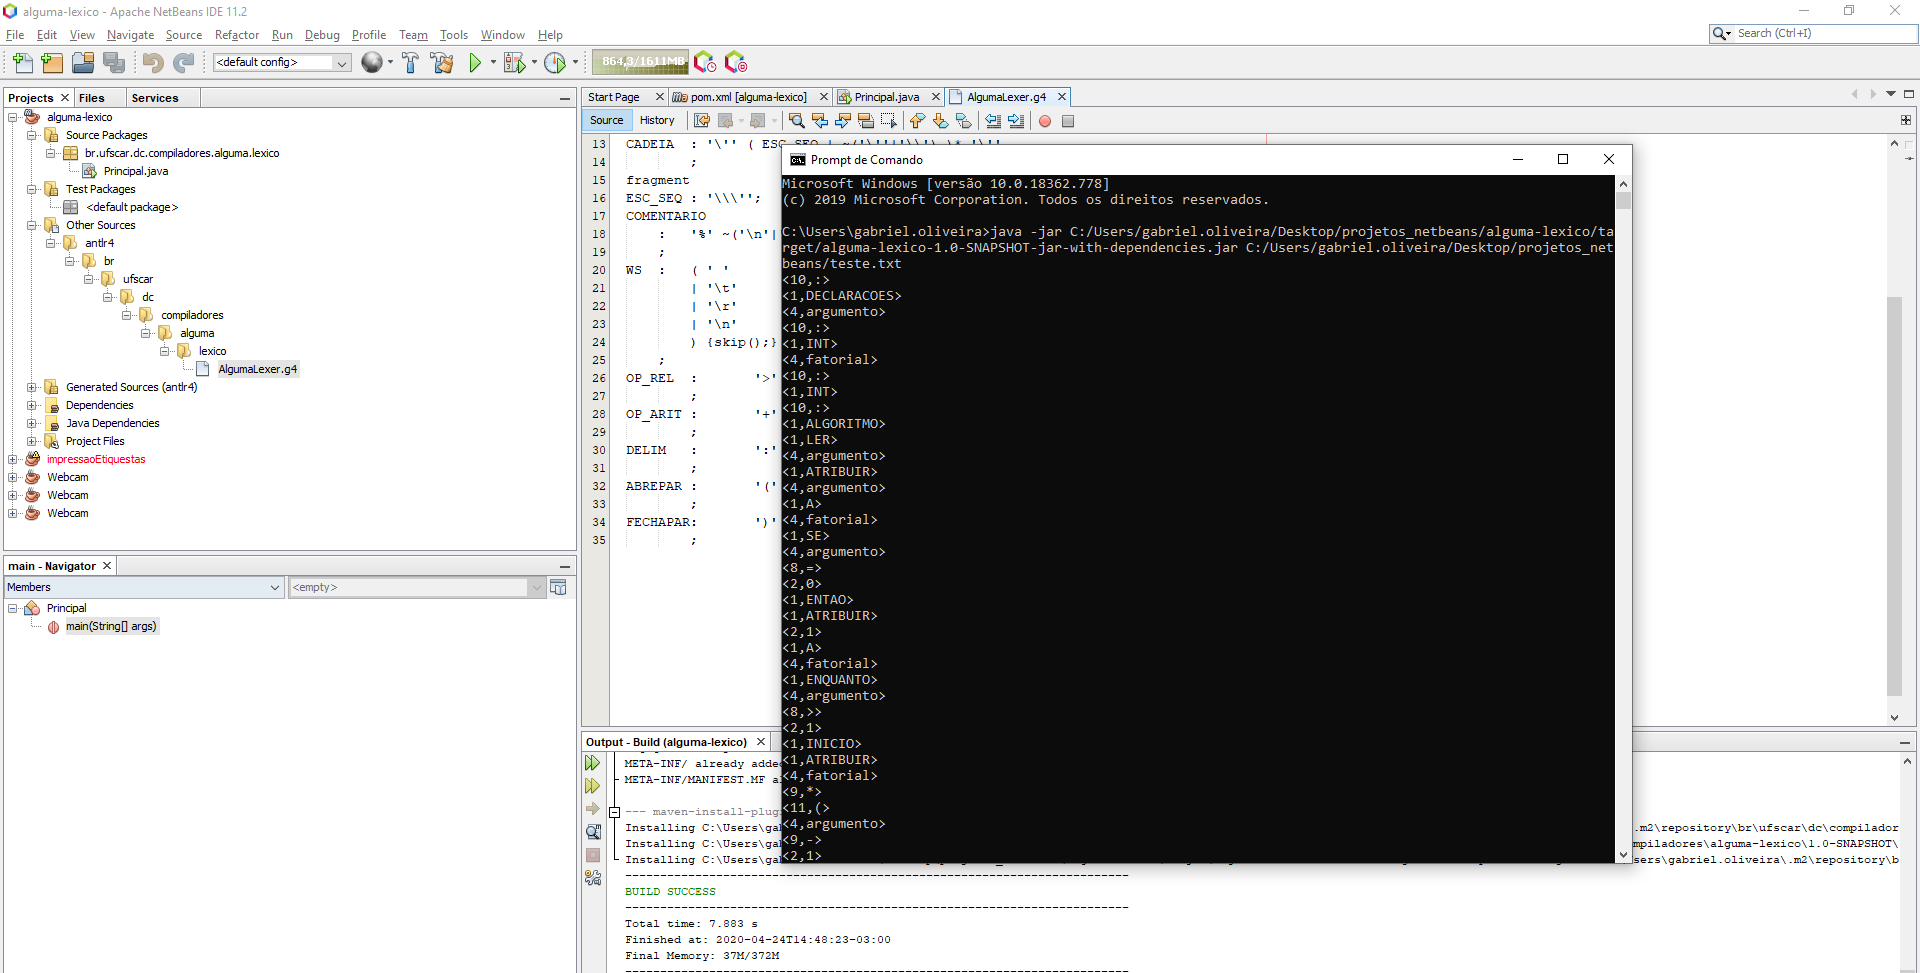 alguma-lexico - Apache NetBeans IDE 11.2
File Edit View Navigate Source Refactor Run Debug Profile Team Tools Window Help
Search (Ctrl+I)
<default config>
864,3/1611MB
Projects Files Services
alguma-lexico
Source Packages
br.ufscar.dc.compiladores.alguma.lexico
Principal.java
Test Packages
<default package>
Other Sources
antlr4
br
ufscar
dc
compiladores
alguma
lexico
AlgumaLexer.g4
Generated Sources (antlr4)
Dependencies
Java Dependencies
Project Files
impressaoEtiquestas
Webcam
Webcam
Webcam
main - Navigator
Members
<empty>
Principal
main(String[] args)
Start Page pom.xml [alguma-lexico] Principal.java AlgumaLexer.g4
Source History
13 CADEIA : '\'' ( ESC_SEQ | ~('\''|'\\') )* '\''
14 ;
15 fragment
16 ESC_SEQ : '\\\'';
17 COMENTARIO
18 : '%' ~('\n'|
19 ;
20 WS : ( ' '
21 | '\t'
22 | '\r'
23 | '\n'
24 ) {skip();}
25 ;
26 OP_REL : '>'
27 ;
28 OP_ARIT : '+'
29 ;
30 DELIM : ':'
31 ;
32 ABREPAR : '('
33 ;
34 FECHAPAR: ')'
35 ;
Prompt de Comando
Microsoft Windows [versão 10.0.18362.778]
(c) 2019 Microsoft Corporation. Todos os direitos reservados.
C:\Users\gabriel.oliveira>java -jar C:/Users/gabriel.oliveira/Desktop/projetos_netbeans/alguma-lexico/ta
rget/alguma-lexico-1.0-SNAPSHOT-jar-with-dependencies.jar C:/Users/gabriel.oliveira/Desktop/projetos_net
beans/teste.txt
<10,:>
<1,DECLARACOES>
<4,argumento>
<10,:>
<1,INT>
<4,fatorial>
<10,:>
<1,INT>
<10,:>
<1,ALGORITMO>
<1,LER>
<4,argumento>
<1,ATRIBUIR>
<4,argumento>
<1,A>
<4,fatorial>
<1,SE>
<4,argumento>
<8,=>
<2,0>
<1,ENTAO>
<1,ATRIBUIR>
<2,1>
<1,A>
<4,fatorial>
<1,ENQUANTO>
<4,argumento>
<8,>>
<2,1>
<1,INICIO>
<1,ATRIBUIR>
<4,fatorial>
<9,*>
<11,(>
<4,argumento>
<9,->
<2,1>
Output - Build (alguma-lexico)
META-INF/ already added
META-INF/MANIFEST.MF al
--- maven-install-plug
Installing C:\Users\ga .m2\repository\br\ufscar\dc\compilador
Installing C:\Users\ga mpiladores\alguma-lexico\1.0-SNAPSHOT\
Installing C:\Users\ga sers\gabriel.oliveira\.m2\repository\b
------------------------------------------------------------------------
BUILD SUCCESS
------------------------------------------------------------------------
Total time: 7.883 s
Finished at: 2020-04-24T14:48:23-03:00
Final Memory: 37M/372M
------------------------------------------------------------------------